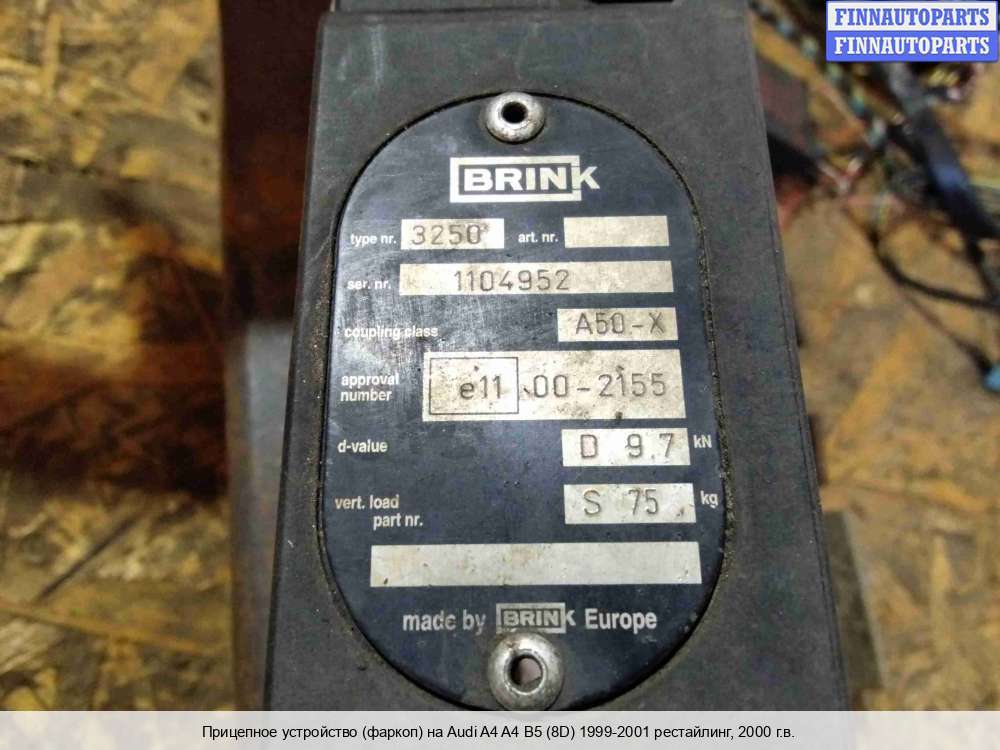 FINNAUTOPARTS
FINNAUTOPARTS
BRINK
type nr. 3250 art. nr.
ser. nr. 1104952
coupling class A50-X
approval number e11 00-2155
d-value D 9.7 kN
vert. load S 75 kg
part nr.
made by BRINK Europe
Прицепное устройство (фаркоп) на Audi A4 A4 B5 (8D) 1999-2001 рестайлинг, 2000 г.в.